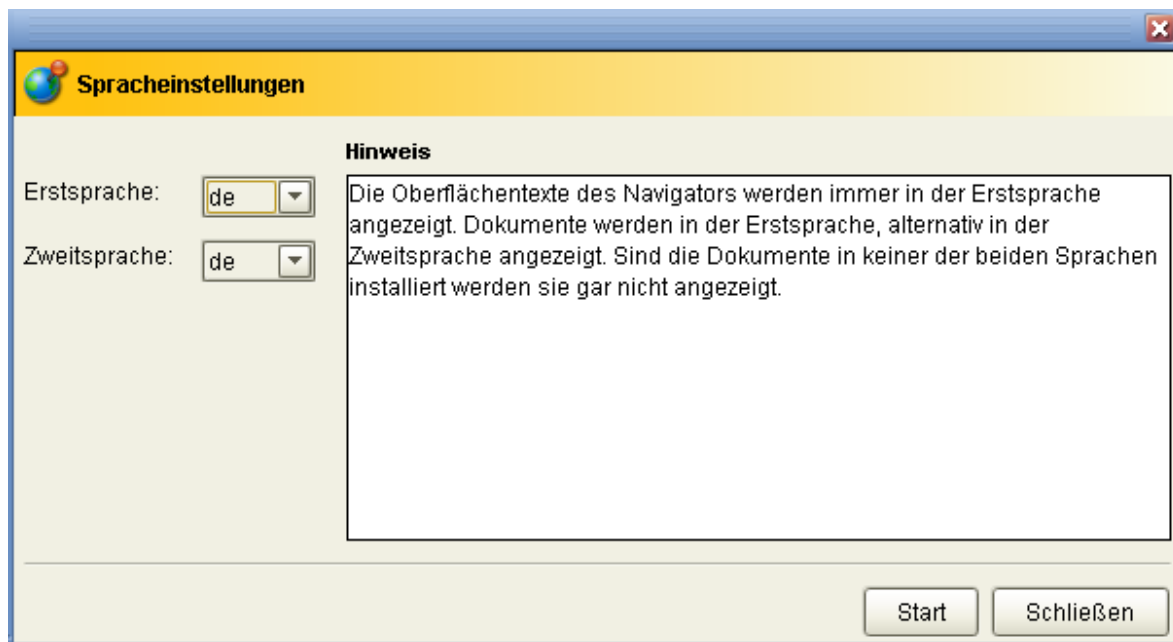 Spracheinstellungen
Hinweis
Erstsprache:
de
Zweitsprache:
de
Die Oberflächentexte des Navigators werden immer in der Erstsprache
angezeigt. Dokumente werden in der Erstsprache, alternativ in der
Zweitsprache angezeigt. Sind die Dokumente in keiner der beiden Sprachen
installiert werden sie gar nicht angezeigt.
Start
Schließen